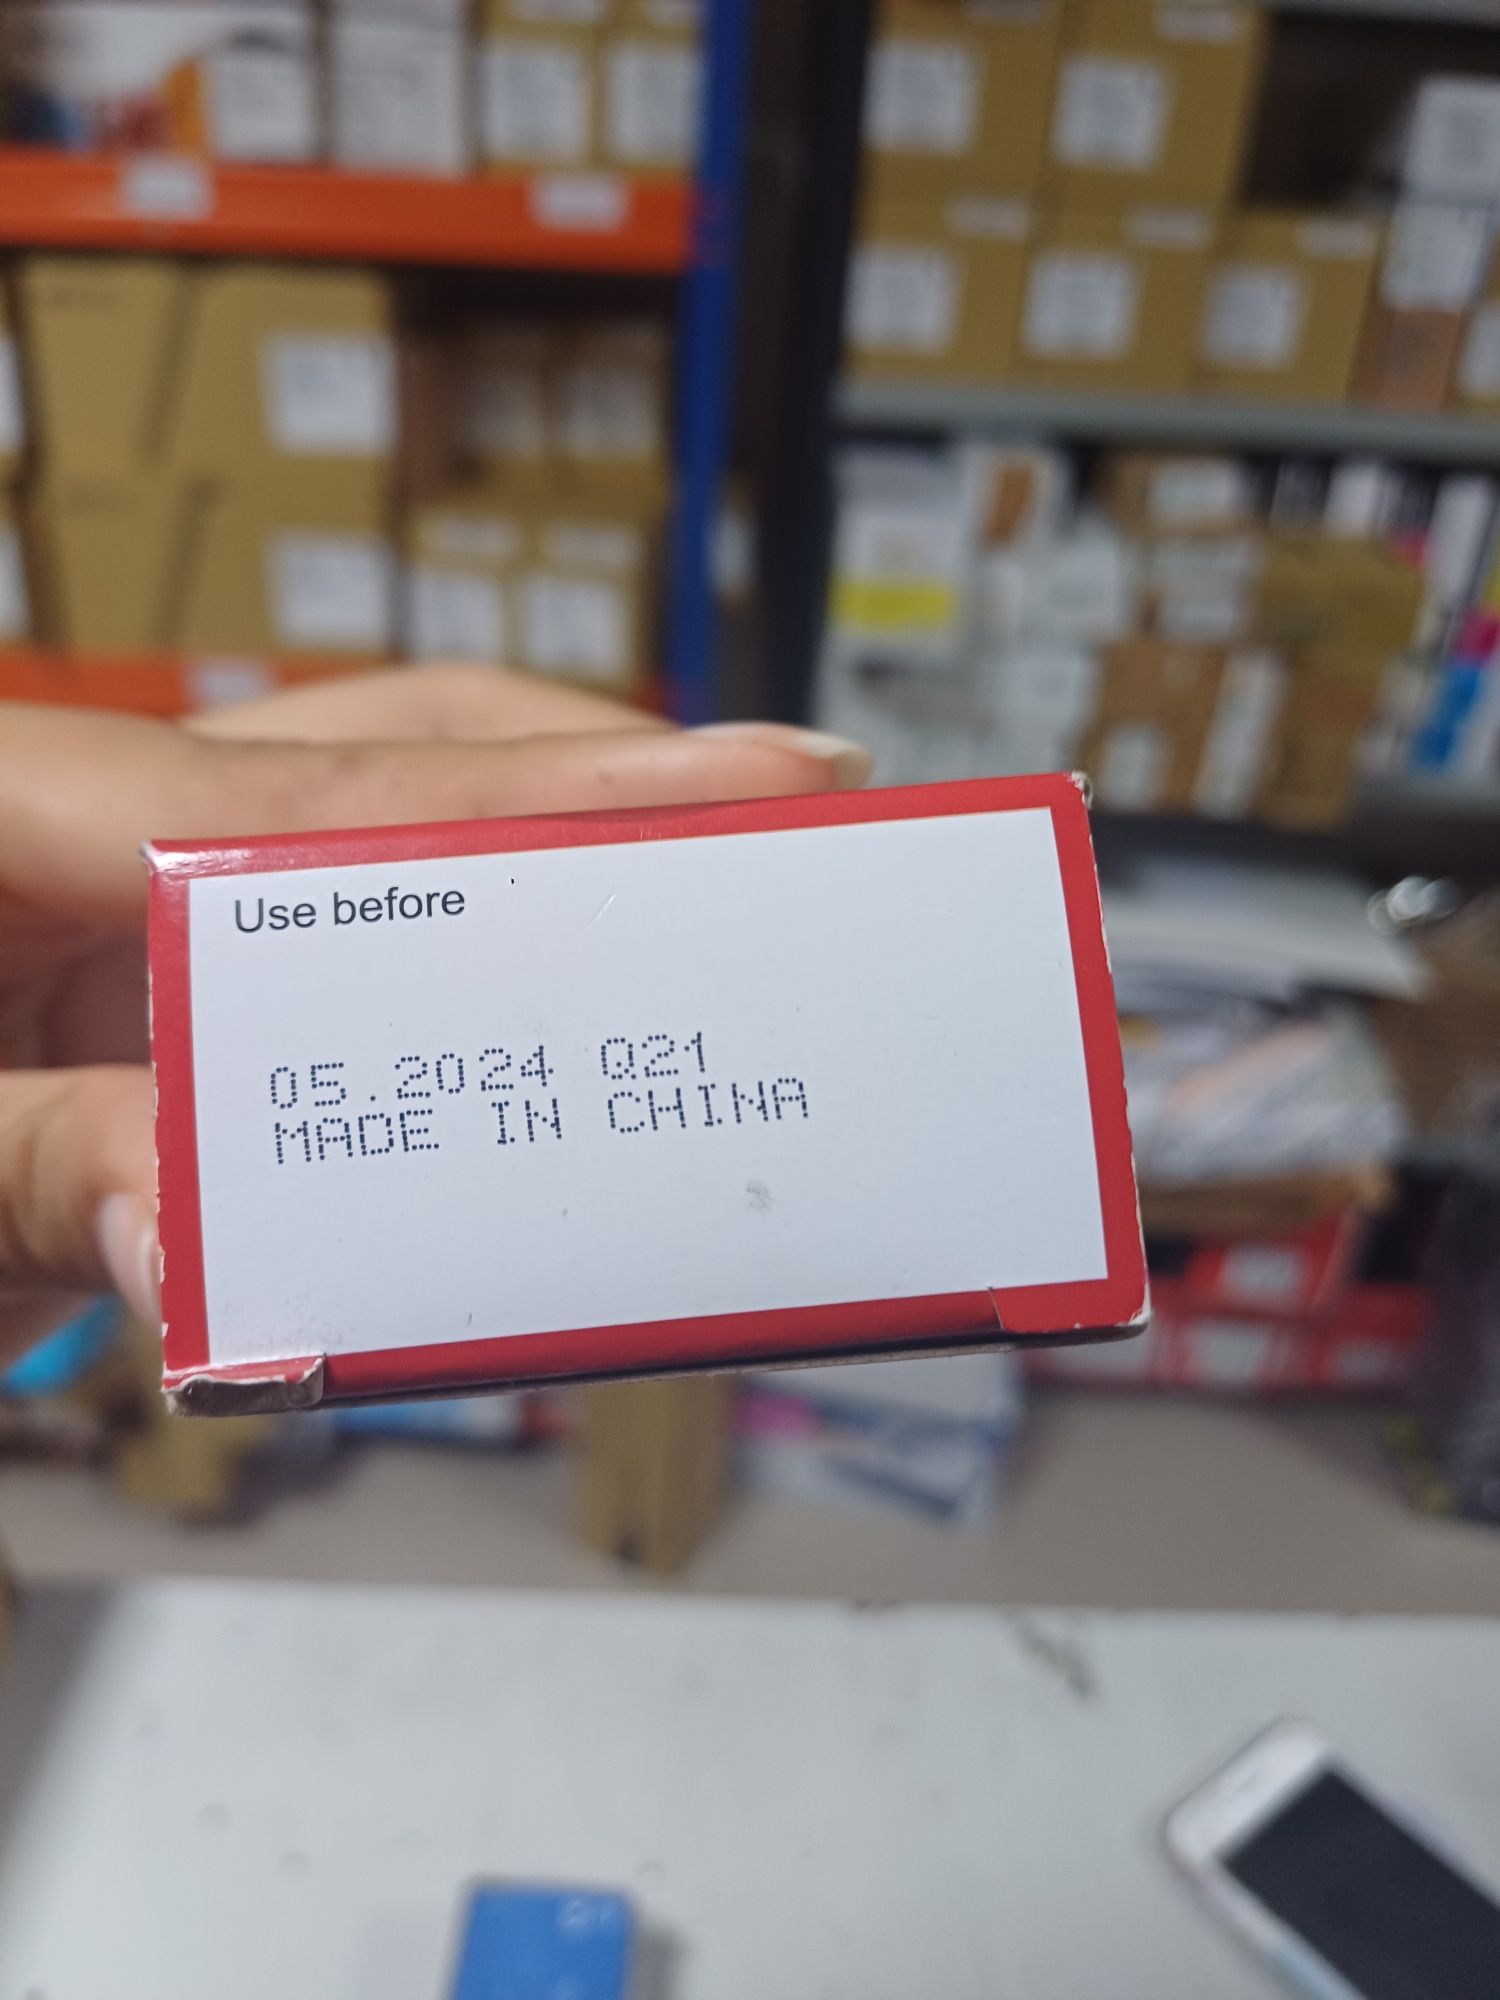 Use before
05.2024 Q21
MADE IN CHINA